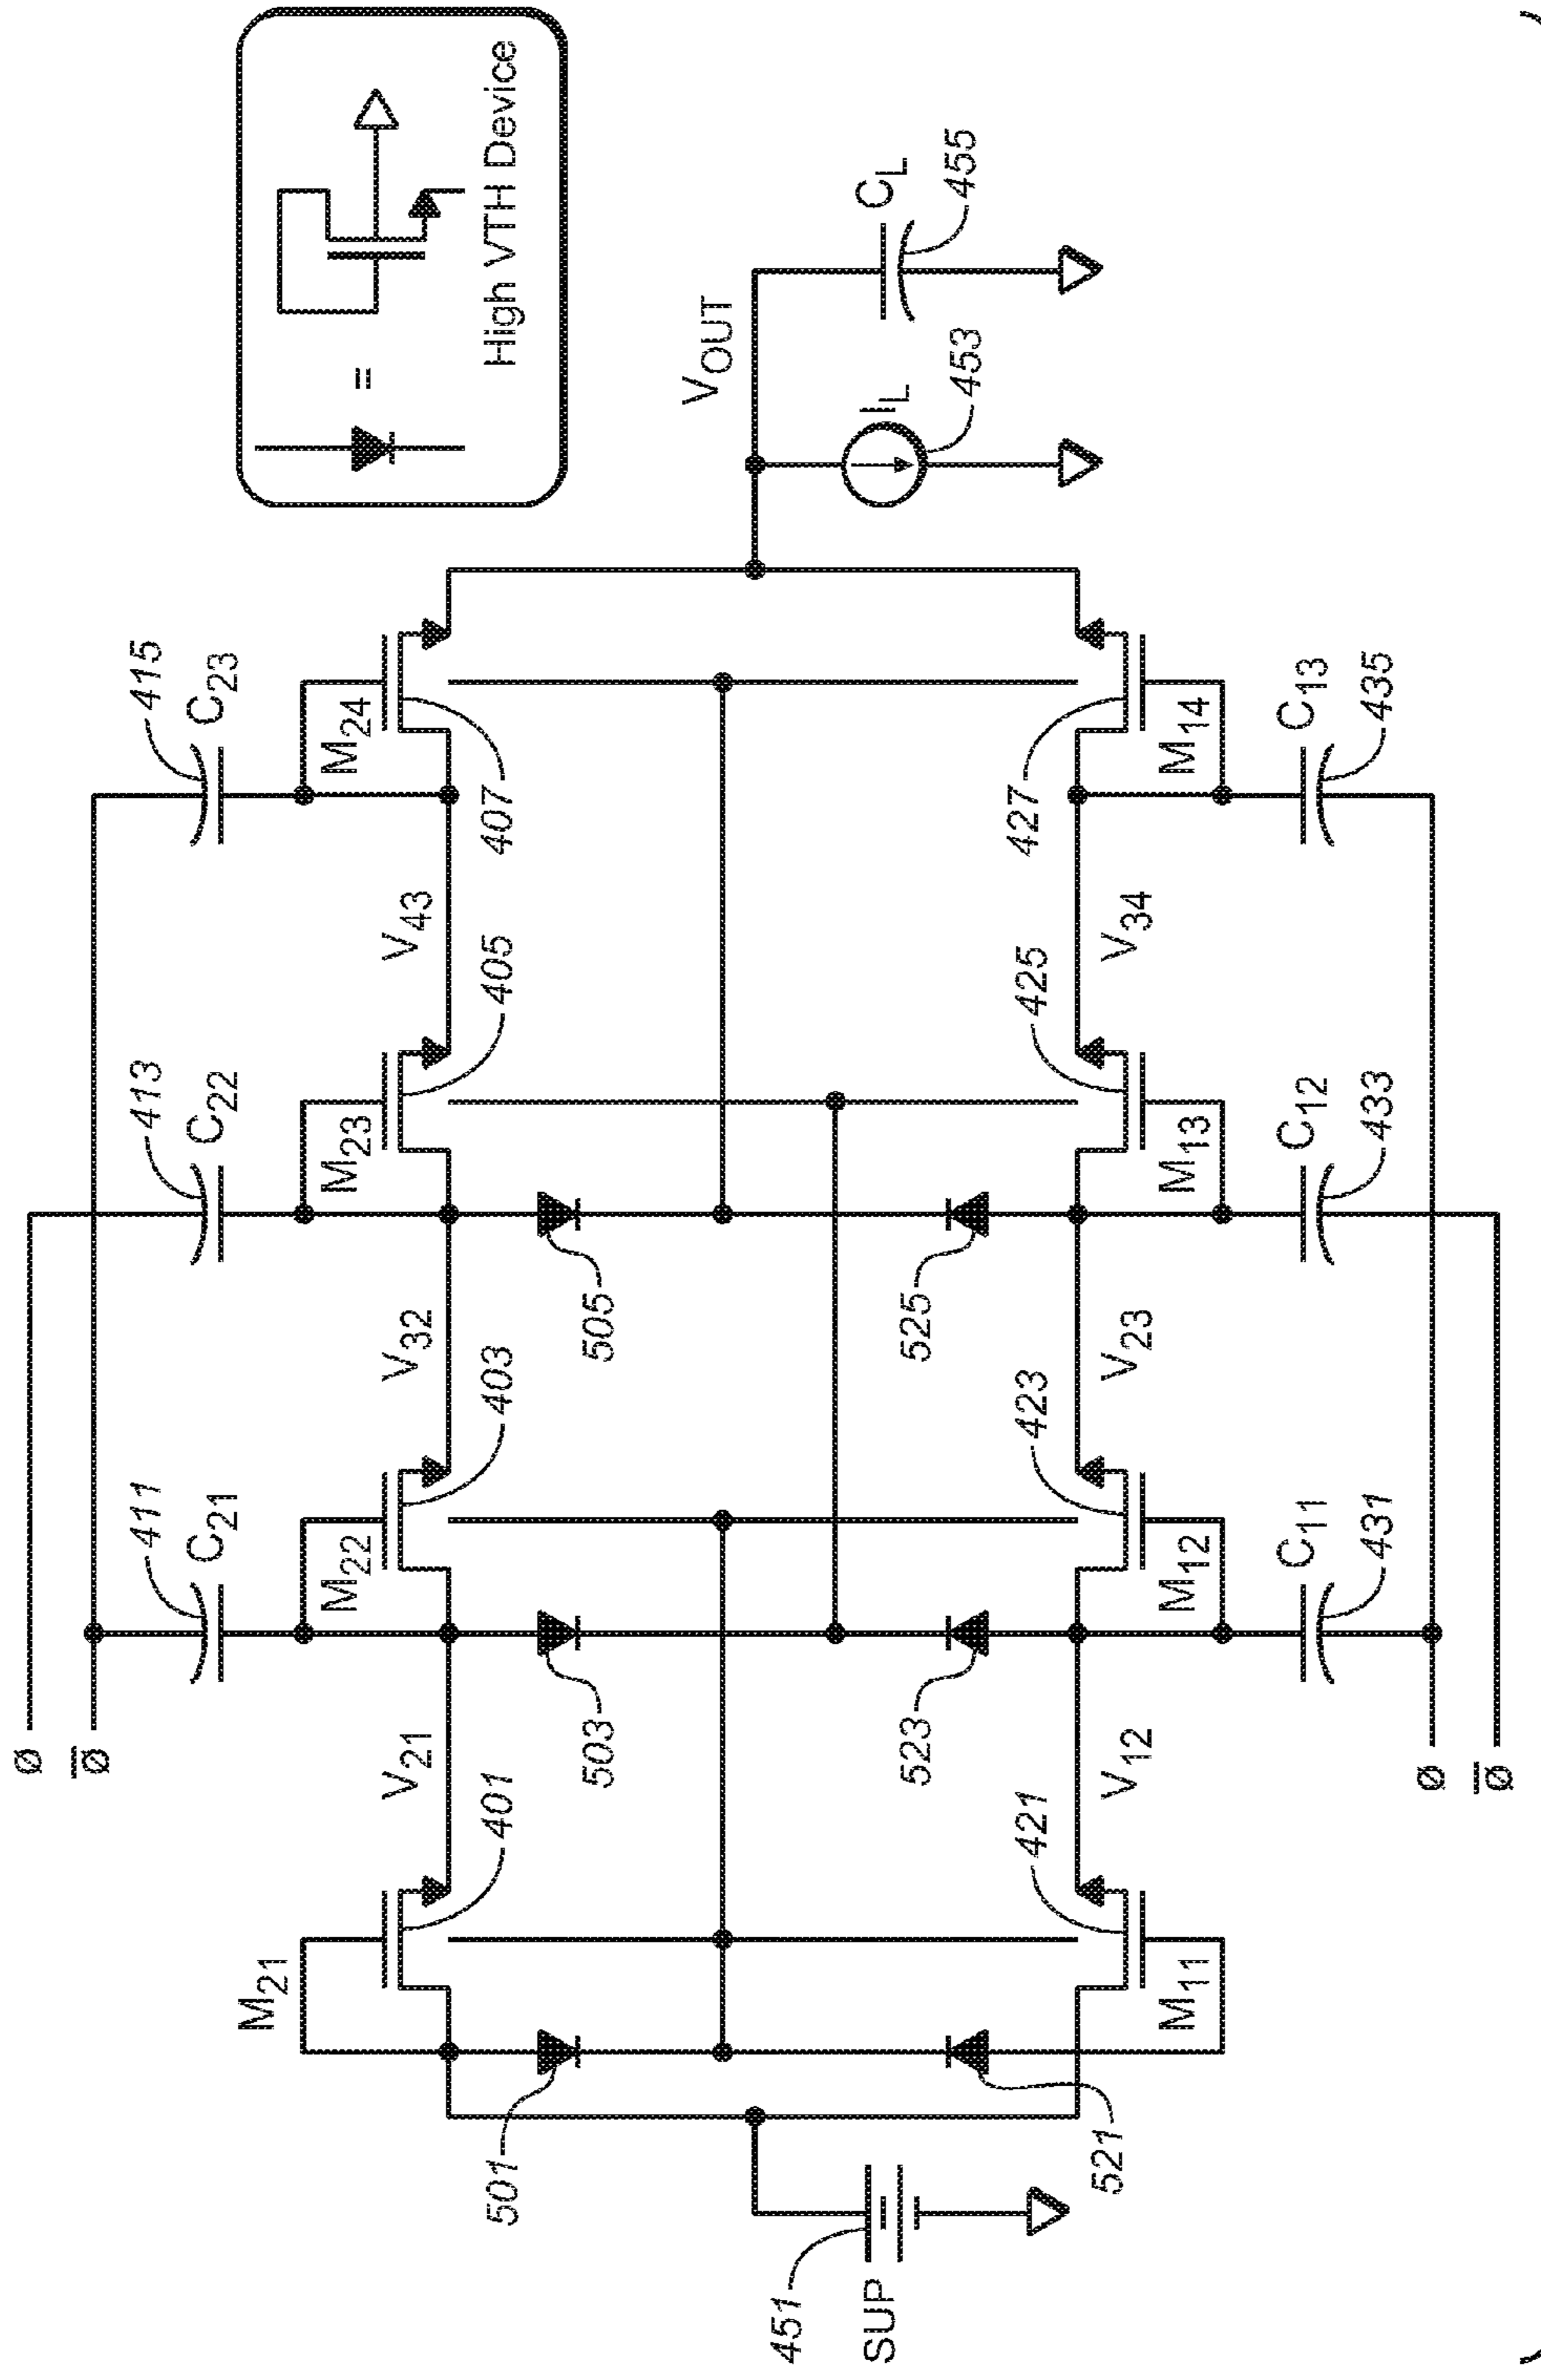 =
High VTH Device
415
C23
413
C22
411
C21
Ø
Ø̅
M24
407
V43
M23
405
V32
M22
403
V21
M21
401
VOUT
IL
453
CL
455
505
525
503
523
501
521
451
SUP
427
M14
V34
425
M13
V23
423
M12
V12
421
M11
C13
435
C12
433
C11
431
Ø
Ø̅